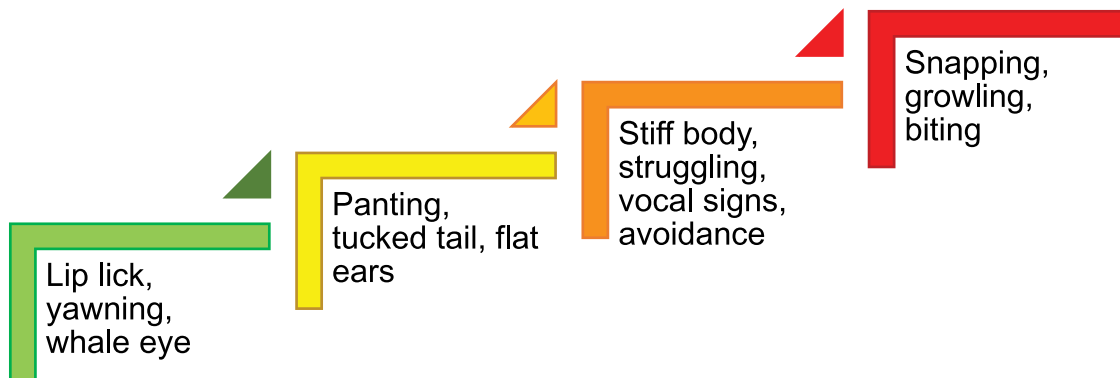 Lip lick,
yawning,
whale eye
Panting,
tucked tail, flat
ears
Stiff body,
struggling,
vocal signs,
avoidance
Snapping,
growling,
biting